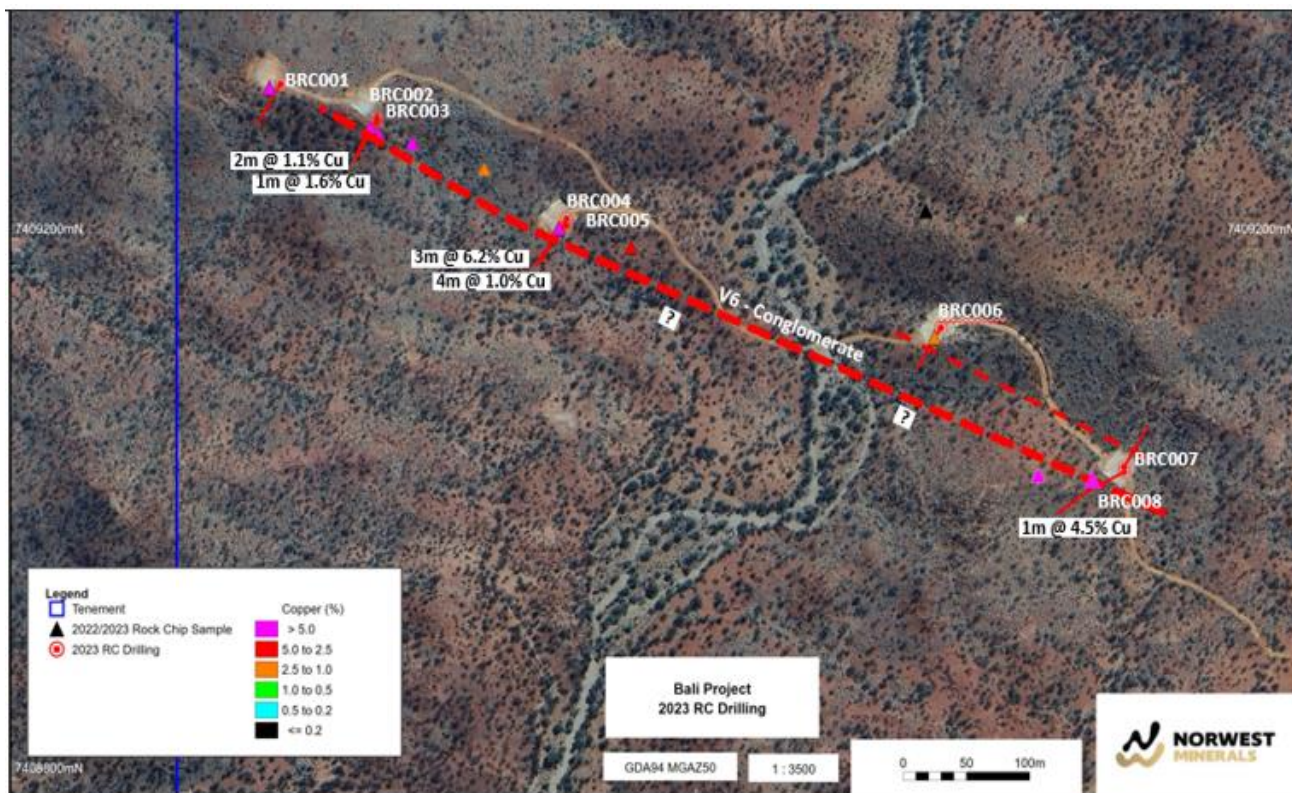 BRC001
BRC002
BRC003
2m @ 1.1% Cu
1m @ 1.6% Cu
BRC004
BRC005
7409200mN
7409200mN
3m @ 6.2% Cu
4m @ 1.0% Cu
?
V6 - Conglomerate
BRC006
?
BRC007
BRC008
1m @ 4.5% Cu
Legend
Tenement
2022/2023 Rock Chip Sample
2023 RC Drilling
Copper (%)
> 5.0
5.0 to 2.5
2.5 to 1.0
1.0 to 0.5
0.5 to 0.2
<= 0.2
7408800mN
Bali Project
2023 RC Drilling
GDA94 MGAZ50
1 : 3500
0
100m
NORWEST
MINERALS